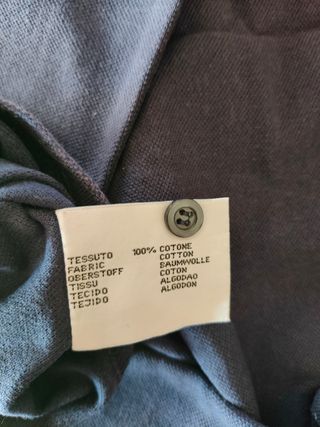 TESSUTO 100% COTONE
FABRIC COTTON
OBERSTOFF BAUMWOLLE
TISSU COTON
TECIDO ALGODAO
TEJIDO ALGODON